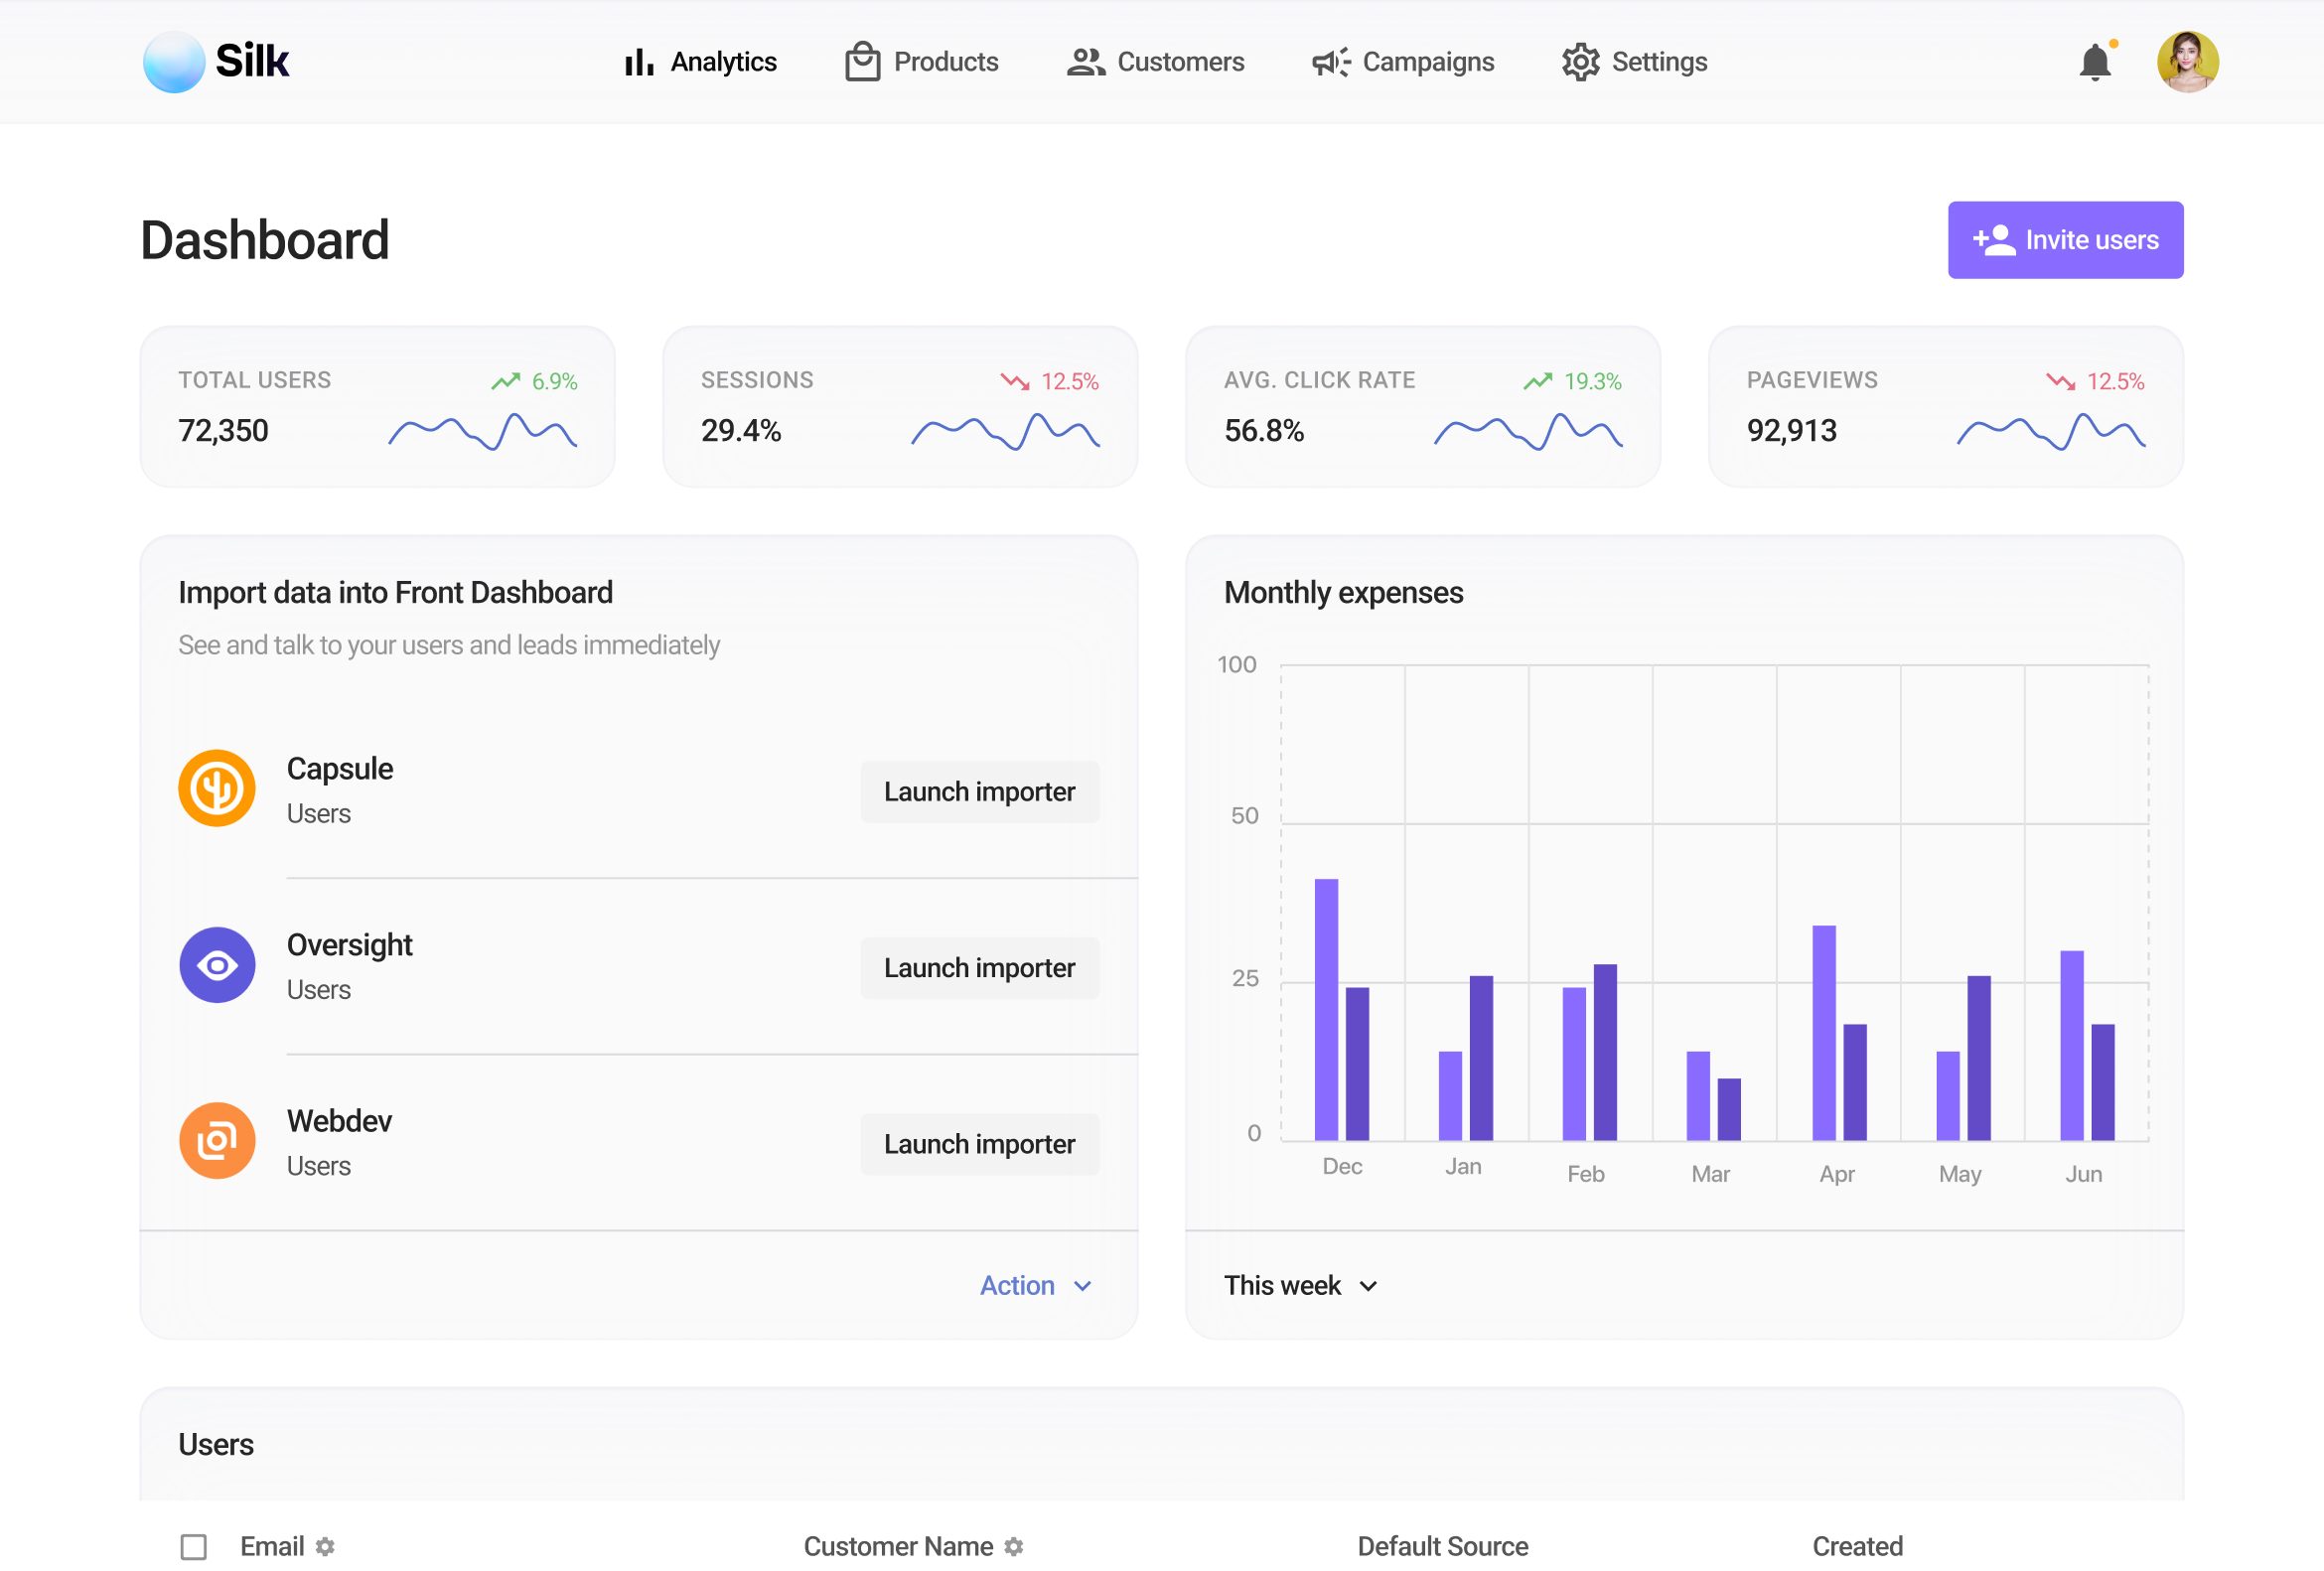 Silk
Analytics
Products
Customers
Campaigns
Settings
Dashboard
Invite users
TOTAL USERS
6.9%
72,350
SESSIONS
12.5%
29.4%
AVG. CLICK RATE
19.3%
56.8%
PAGEVIEWS
12.5%
92,913
Import data into Front Dashboard
See and talk to your users and leads immediately
Capsule
Users
Launch importer
Oversight
Users
Launch importer
Webdev
Users
Launch importer
Action
Monthly expenses
100
50
25
0
Dec
Jan
Feb
Mar
Apr
May
Jun
This week
Users
Email
Customer Name
Default Source
Created